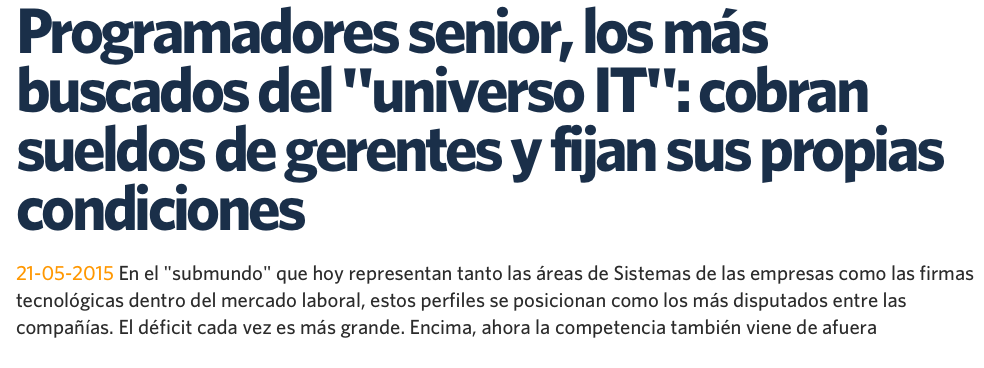 Programadores senior, los más
buscados del "universo IT": cobran
sueldos de gerentes y fijan sus propias
condiciones
21-05-2015 En el "submundo" que hoy representan tanto las áreas de Sistemas de las empresas como las firmas
tecnológicas dentro del mercado laboral, estos perfiles se posicionan como los más disputados entre las
compañías. El déficit cada vez es más grande. Encima, ahora la competencia también viene de afuera